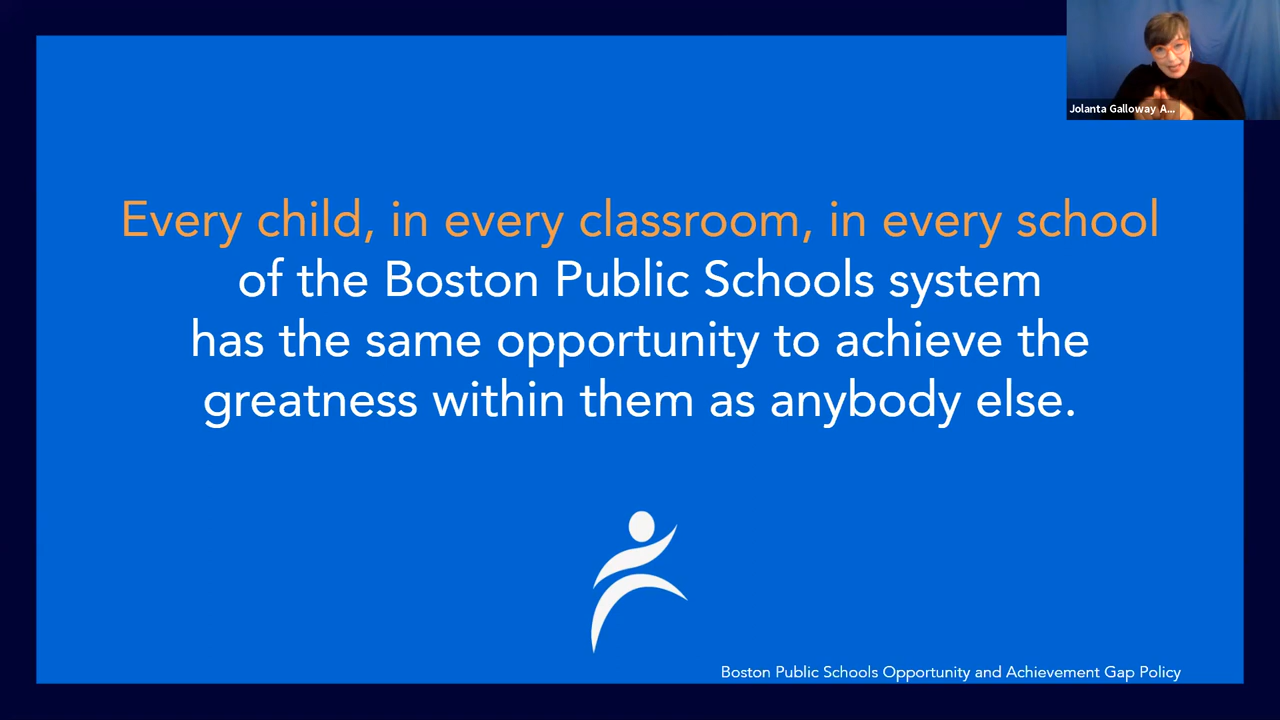 Jolanta Galloway A...
Every child, in every classroom, in every school
of the Boston Public Schools system
has the same opportunity to achieve the
greatness within them as anybody else.
Boston Public Schools Opportunity and Achievement Gap Policy